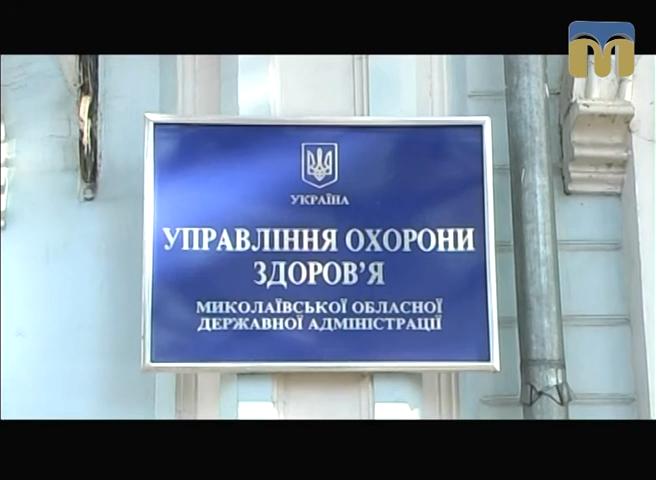 М
УКРАЇНА
УПРАВЛІННЯ ОХОРОНИ
ЗДОРОВ'Я
МИКОЛАЇВСЬКОЇ ОБЛАСНОЇ
ДЕРЖАВНОЇ АДМІНІСТРАЦІЇ